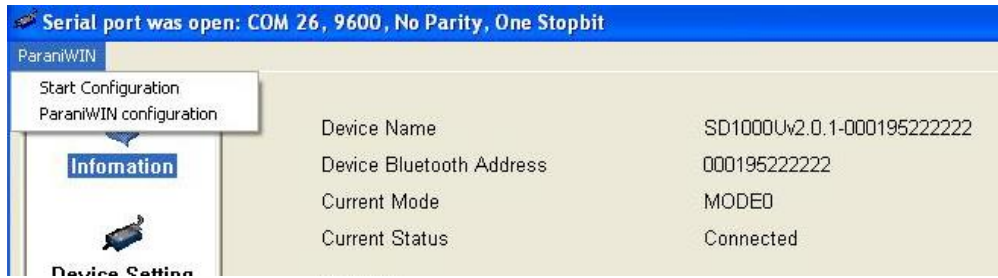 Serial port was open: COM 26, 9600, No Parity, One Stopbit
ParaniWIN
Start Configuration
ParaniWIN configuration
Infomation
Device Setting
Device Name SD1000Uv2.0.1-000195222222
Device Bluetooth Address 000195222222
Current Mode MODE0
Current Status Connected